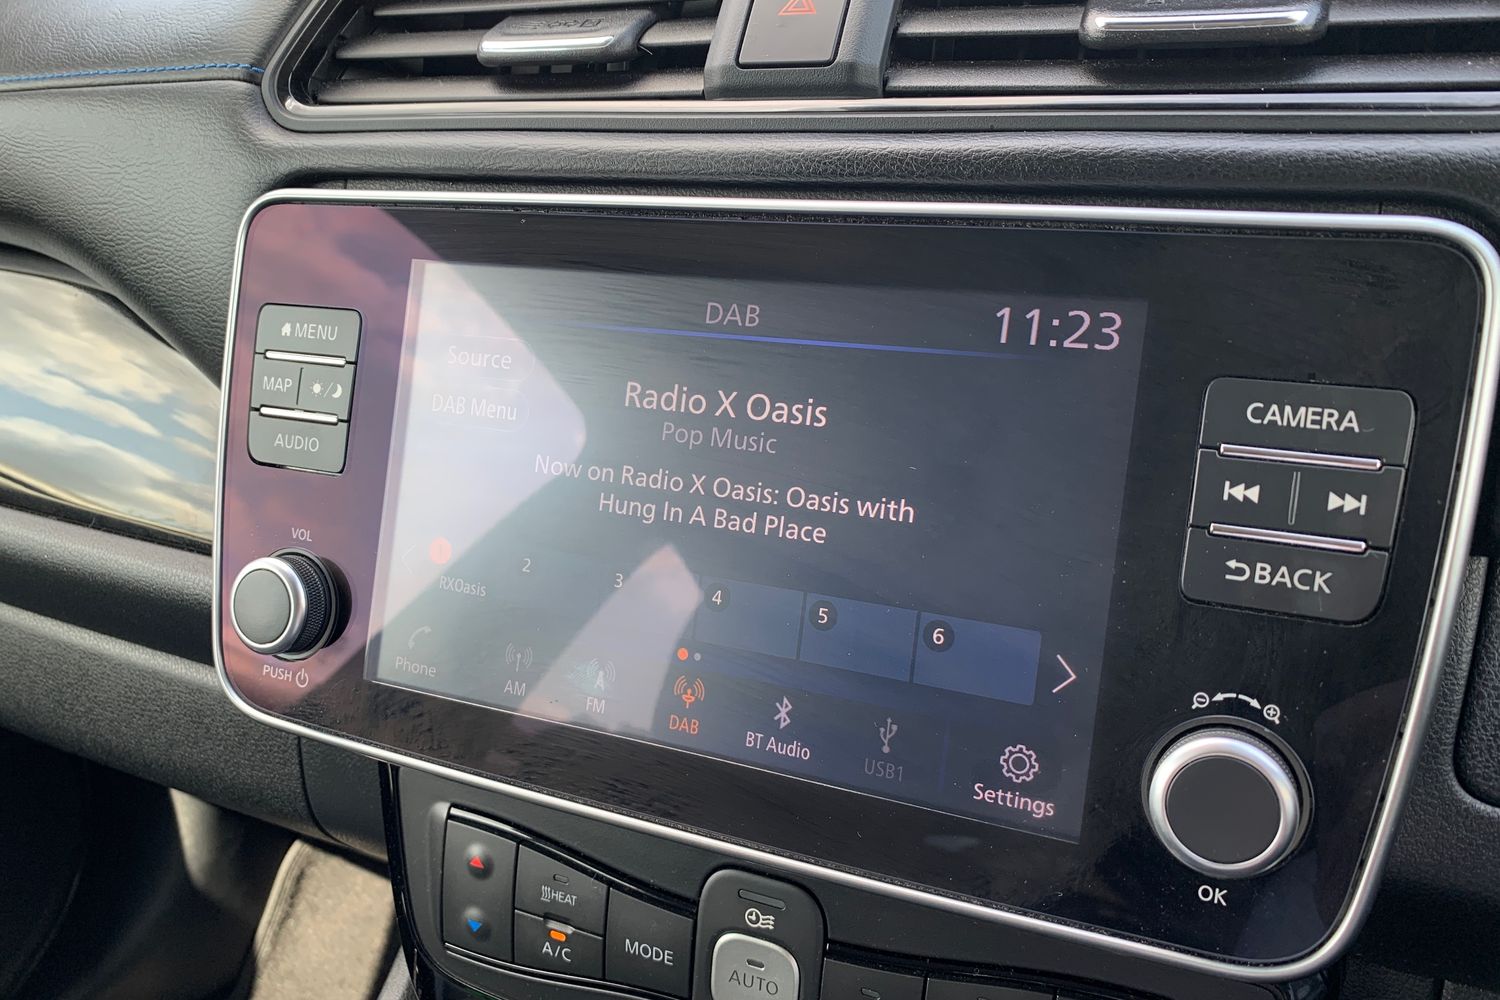 DAB
11:23
Source
DAB Menu
Radio X Oasis
Pop Music
Now on Radio X Oasis: Oasis with
Hung In A Bad Place
1
RXOasis
2
3
4
5
6
Phone
AM
FM
DAB
BT Audio
USB1
Settings
MENU
MAP
AUDIO
VOL
PUSH
CAMERA
BACK
OK
HEAT
A/C
MODE
AUTO